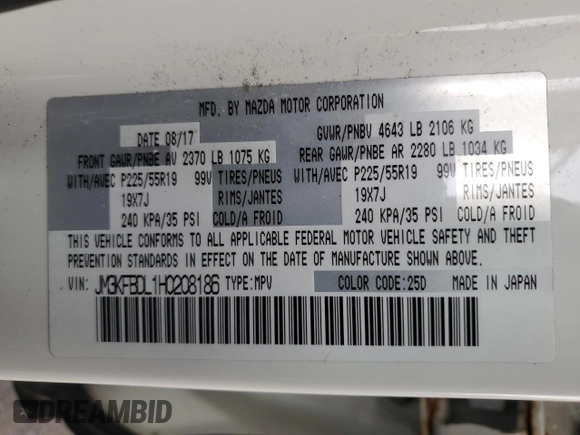 MFD. BY MAZDA MOTOR CORPORATION
DATE 08/17 GVWR/PNBV 4643 LB 2106 KG
FRONT GAWR/PNBE AV 2370 LB 1075 KG REAR GAWR/PNBE AR 2280 LB 1034 KG
WITH/AVEC P225/55R19 99V TIRES/PNEUS WITH/AVEC P225/55R19 99V TIRES/PNEUS
19X7J RIMS/JANTES 19X7J RIMS/JANTES
240 KPA/35 PSI COLD/A FROID 240 KPA/35 PSI COLD/A FROID
THIS VEHICLE CONFORMS TO ALL APPLICABLE FEDERAL MOTOR VEHICLE SAFETY AND THEFT
PREVENTION STANDARDS IN EFFECT ON THE DATE OF MANUFACTURE SHOWN ABOVE.
VIN: JM3KFBDL1H0208186 TYPE:MPV COLOR CODE:25D MADE IN JAPAN
DREAMBID